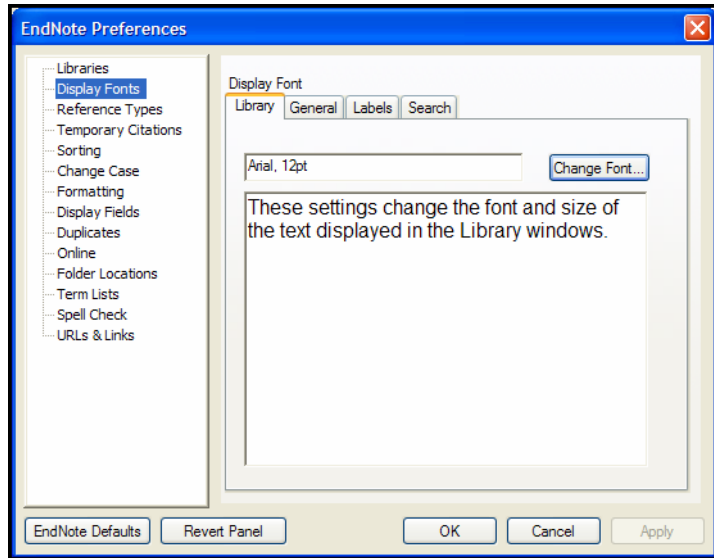 EndNote Preferences
Libraries
Display Fonts
Reference Types
Temporary Citations
Sorting
Change Case
Formatting
Display Fields
Duplicates
Online
Folder Locations
Term Lists
Spell Check
URLs & Links
Display Font
Library General Labels Search
Arial, 12pt
Change Font...
These settings change the font and size of
the text displayed in the Library windows.
EndNote Defaults Revert Panel OK Cancel Apply